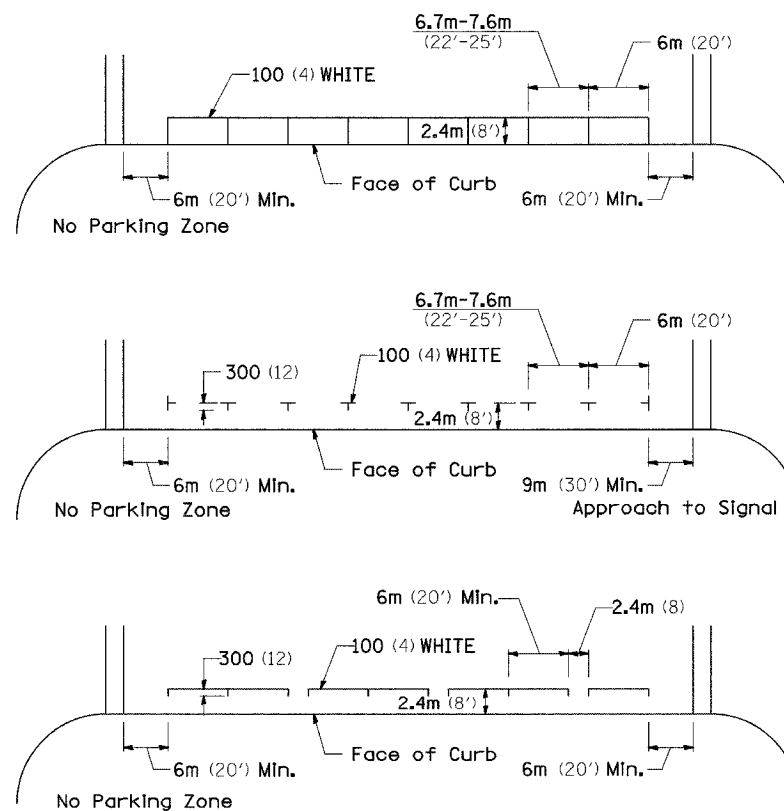 6.7m-7.6m
(22'-25')
6m (20')
100 (4) WHITE
2.4m (8')
Face of Curb
6m (20') Min.
6m (20') Min.
No Parking Zone
6.7m-7.6m
(22'-25')
6m (20')
300 (12)
100 (4) WHITE
2.4m (8')
Face of Curb
6m (20') Min.
9m (30') Min.
No Parking Zone
Approach to Signal
6m (20') Min.
2.4m (8)
300 (12)
100 (4) WHITE
2.4m (8')
Face of Curb
6m (20') Min.
6m (20') Min.
No Parking Zone